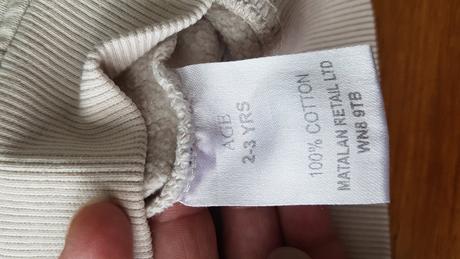 AGE
2-3 YRS
100% COTTON
MATALAN RETAIL LTD
WN8 9TB